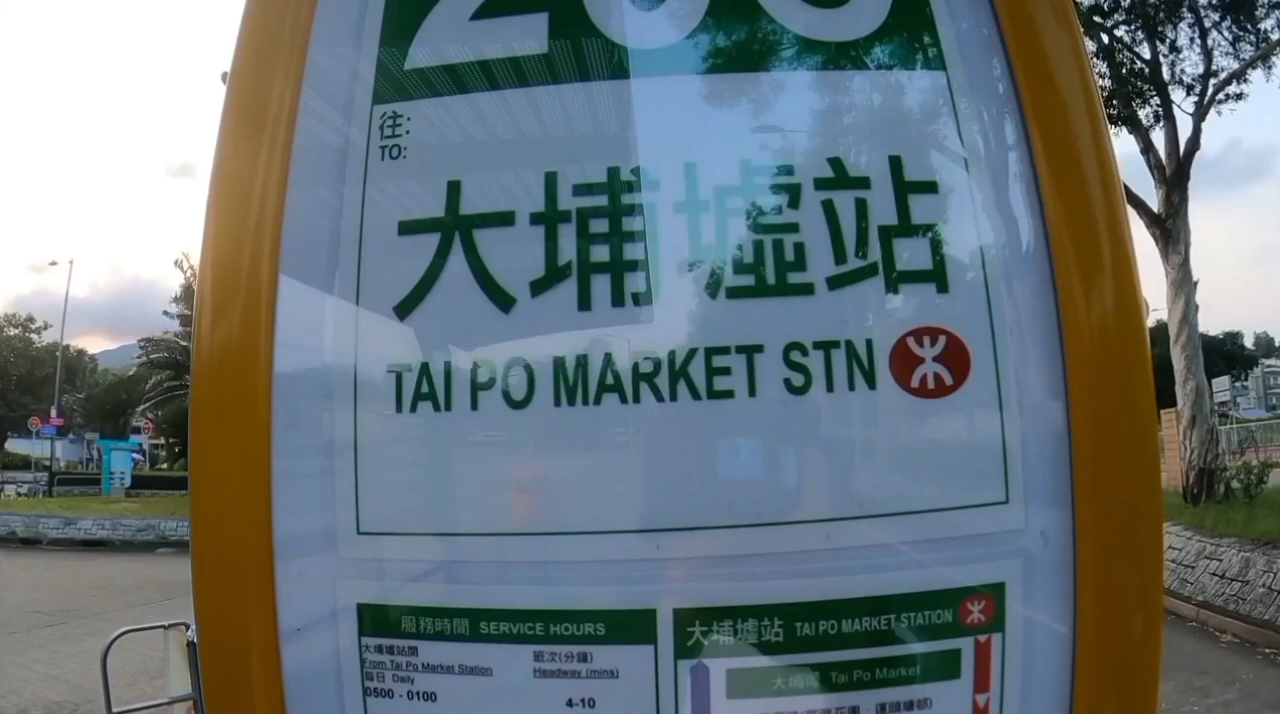 往:
TO:
大埔墟站
TAI PO MARKET STN
服務時間 SERVICE HOURS
大埔墟站開
From Tai Po Market Station
每日 Daily
0500 - 0100
班次(分鐘)
Headway (mins)
4-10
大埔墟站 TAI PO MARKET STATION
大埔墟 Tai Po Market